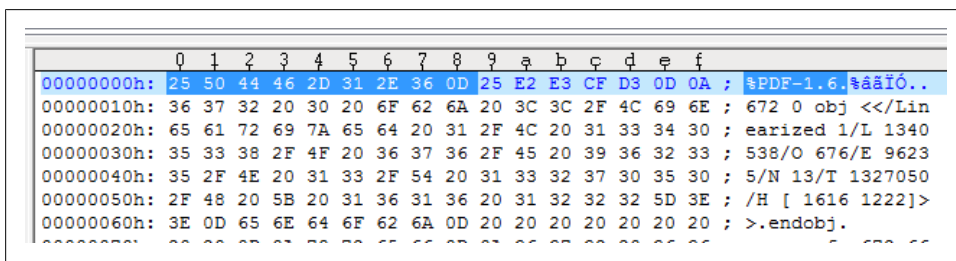 0 1 2 3 4 5 6 7 8 9 a b c d e f
00000000h: 25 50 44 46 2D 31 2E 36 0D 25 E2 E3 CF D3 0D 0A ; %PDF-1.6.%âãÏÓ..
00000010h: 36 37 32 20 30 20 6F 62 6A 20 3C 3C 2F 4C 69 6E ; 672 0 obj <</Lin
00000020h: 65 61 72 69 7A 65 64 20 31 2F 4C 20 31 33 34 30 ; earized 1/L 1340
00000030h: 35 33 38 2F 4F 20 36 37 36 2F 45 20 39 36 32 33 ; 538/O 676/E 9623
00000040h: 35 2F 4E 20 31 33 2F 54 20 31 33 32 37 30 35 30 ; 5/N 13/T 1327050
00000050h: 2F 48 20 5B 20 31 36 31 36 20 31 32 32 32 5D 3E ; /H [ 1616 1222]>
00000060h: 3E 0D 65 6E 64 6F 62 6A 0D 20 20 20 20 20 20 20 ; >.endobj.